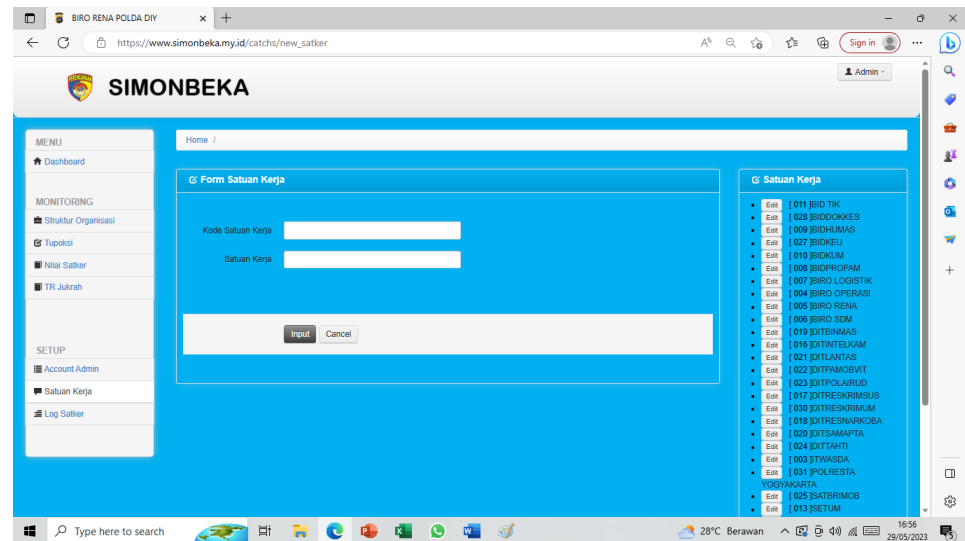 BIRO RENA POLDA DIY
https://www.simonbeka.my.id/catchs/new_satker
Sign in
SIMONBEKA
Admin
MENU
Dashboard
MONITORING
Struktur Organisasi
Tupoksi
Nilai Satker
TR Jukrah
SETUP
Account Admin
Satuan Kerja
Log Satker
Home /
Form Satuan Kerja
Kode Satuan Kerja
Satuan Kerja
Input Cancel
Satuan Kerja
Edit [ 011 ]BID TIK
Edit [ 028 ]BIDDOKKES
Edit [ 009 ]BIDHUMAS
Edit [ 027 ]BIDKEU
Edit [ 010 ]BIDKUM
Edit [ 008 ]BIDPROPAM
Edit [ 007 ]BIRO LOGISTIK
Edit [ 004 ]BIRO OPERASI
Edit [ 005 ]BIRO RENA
Edit [ 006 ]BIRO SDM
Edit [ 019 ]DITBINMAS
Edit [ 016 ]DITINTELKAM
Edit [ 021 ]DITLANTAS
Edit [ 022 ]DITPAMOBVIT
Edit [ 023 ]DITPOLAIRUD
Edit [ 017 ]DITRESKRIMSUS
Edit [ 030 ]DITRESKRIMUM
Edit [ 018 ]DITRESNARKOBA
Edit [ 020 ]DITSAMAPTA
Edit [ 024 ]DITTAHTI
Edit [ 003 ]ITWASDA
Edit [ 031 ]POLRESTA
YOGYAKARTA
Edit [ 025 ]SATBRIMOB
Edit [ 013 ]SETUM
Type here to search
28°C Berawan
16:56
29/05/2023